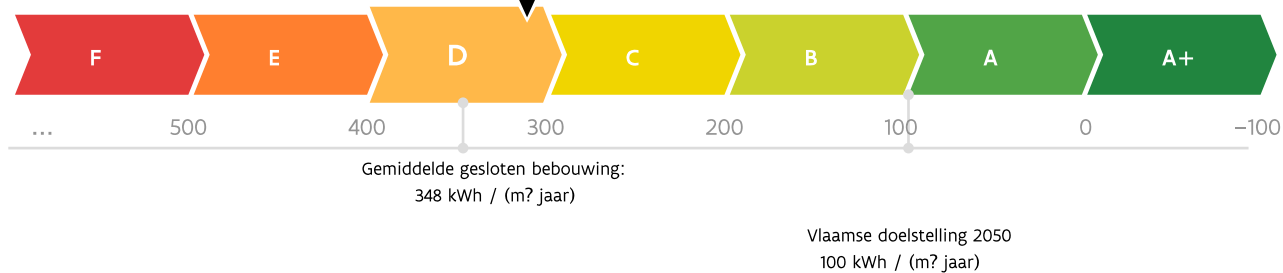 F E D C B A A+
... 500 400 300 200 100 0 –100
Gemiddelde gesloten bebouwing:
348 kWh / (m? jaar)
Vlaamse doelstelling 2050
100 kWh / (m? jaar)